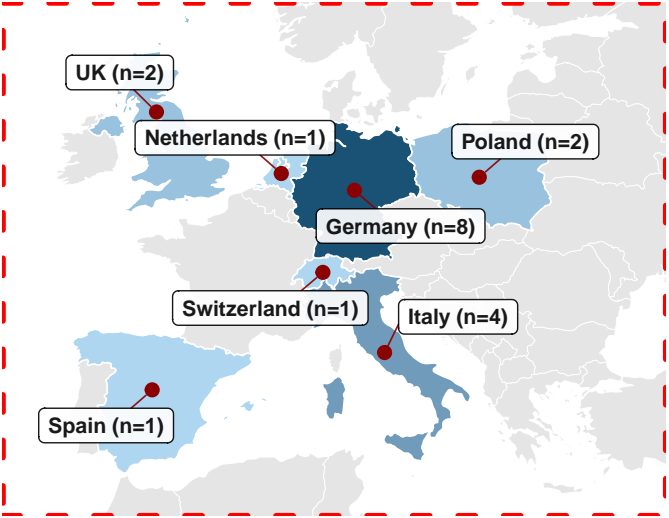 UK (n=2)
Netherlands (n=1)
Poland (n=2)
Germany (n=8)
Switzerland (n=1)
Italy (n=4)
Spain (n=1)